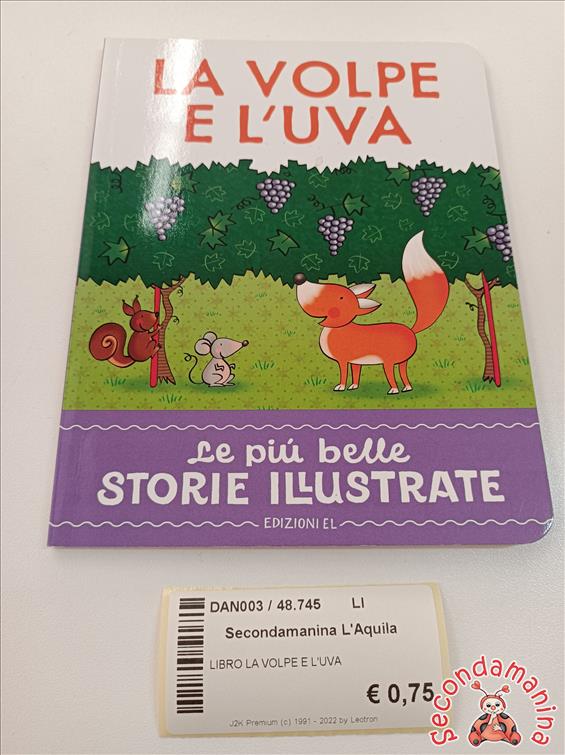 LA VOLPE
E L'UVA
Le più belle
STORIE ILLUSTRATE
EDIZIONI EL
DAN003 / 48.745 LI
Secondamanina L'Aquila
LIBRO LA VOLPE E L'UVA
€ 0,75
J2K Premium (c) 1991 - 2022 by Leotron
Secondamanina